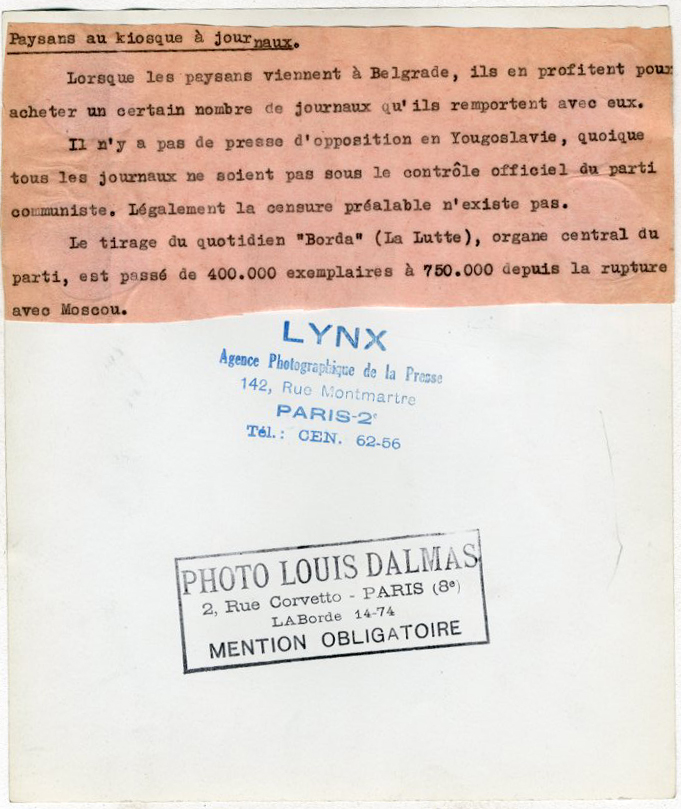 Paysans au kiosque à journaux.
Lorsque les paysans viennent à Belgrade, ils en profitent pour
acheter un certain nombre de journaux qu'ils remportent avec eux.
Il n'y a pas de presse d'opposition en Yougoslavie, quoique
tous les journaux ne soient pas sous le contrôle officiel du parti
communiste. Légalement la censure préalable n'existe pas.
Le tirage du quotidien "Borda" (La Lutte), organe central du
parti, est passé de 400.000 exemplaires à 750.000 depuis la rupture
avec Moscou.
LYNX
Agence Photographique de la Presse
142, Rue Montmartre
PARIS-2e
Tél.: CEN. 62-56
PHOTO LOUIS DALMAS
2, Rue Corvetto - PARIS (8e)
LABorde 14-74
MENTION OBLIGATOIRE